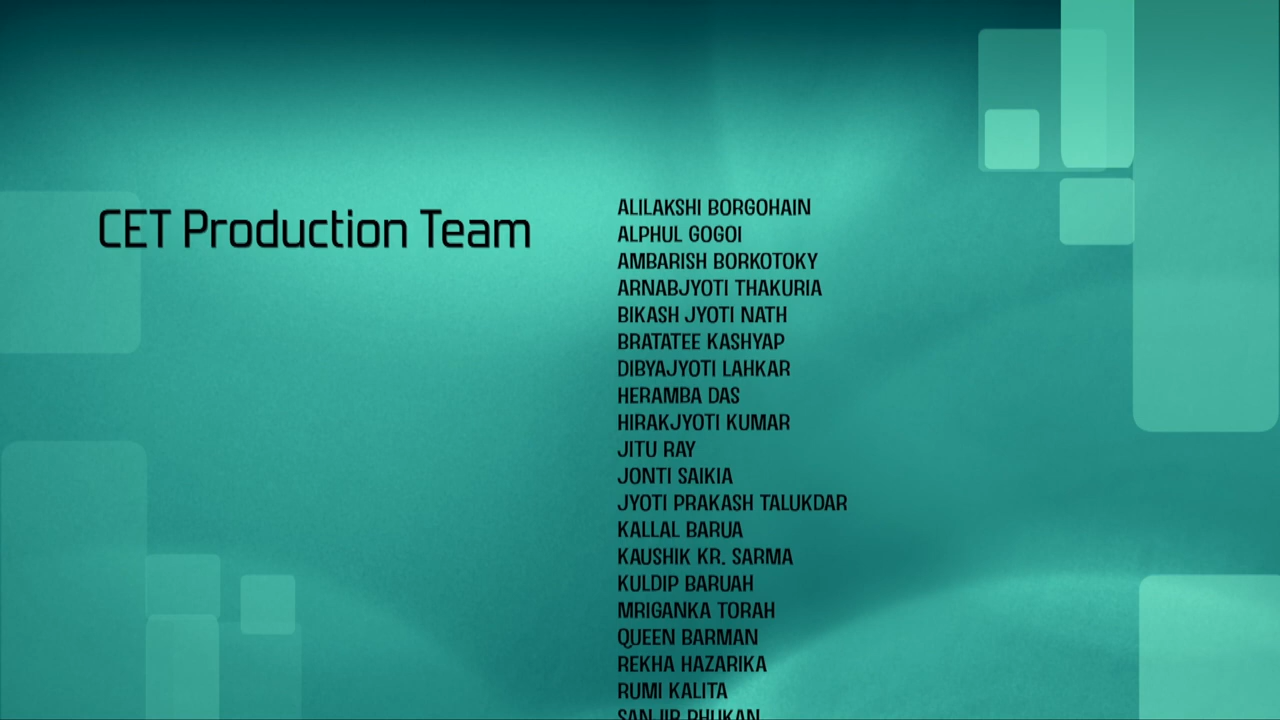 CET Production Team
ALILAKSHI BORGOHAIN
ALPHUL GOGOI
AMBARISH BORKOTOKY
ARNABJYOTI THAKURIA
BIKASH JYOTI NATH
BRATATEE KASHYAP
DIBYAJYOTI LAHKAR
HERAMBA DAS
HIRAKJYOTI KUMAR
JITU RAY
JONTI SAIKIA
JYOTI PRAKASH TALUKDAR
KALLAL BARUA
KAUSHIK KR. SARMA
KULDIP BARUAH
MRIGANKA TORAH
QUEEN BARMAN
REKHA HAZARIKA
RUMI KALITA